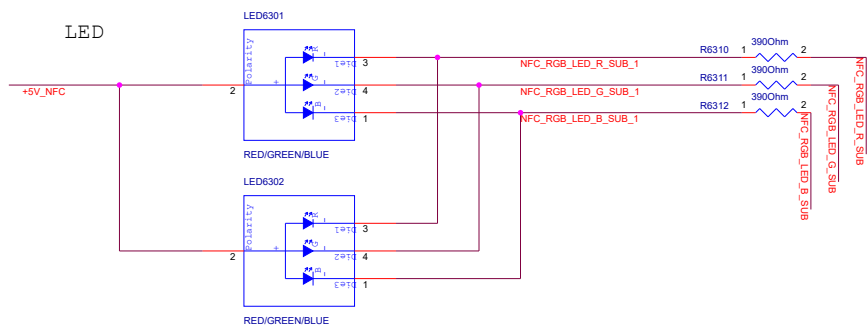 LED
LED6301
Polarity
+
R
G
B
-
-
-
Die1
Die2
Die3
2
3
4
1
RED/GREEN/BLUE
+5V_NFC
NFC_RGB_LED_R_SUB_1
NFC_RGB_LED_G_SUB_1
NFC_RGB_LED_B_SUB_1
R6310
1
390Ohm
2
R6311
1
390Ohm
2
R6312
1
390Ohm
2
NFC_RGB_LED_R_SUB
NFC_RGB_LED_G_SUB
NFC_RGB_LED_B_SUB
LED6302
Polarity
+
R
G
B
-
-
-
Die1
Die2
Die3
2
3
4
1
RED/GREEN/BLUE